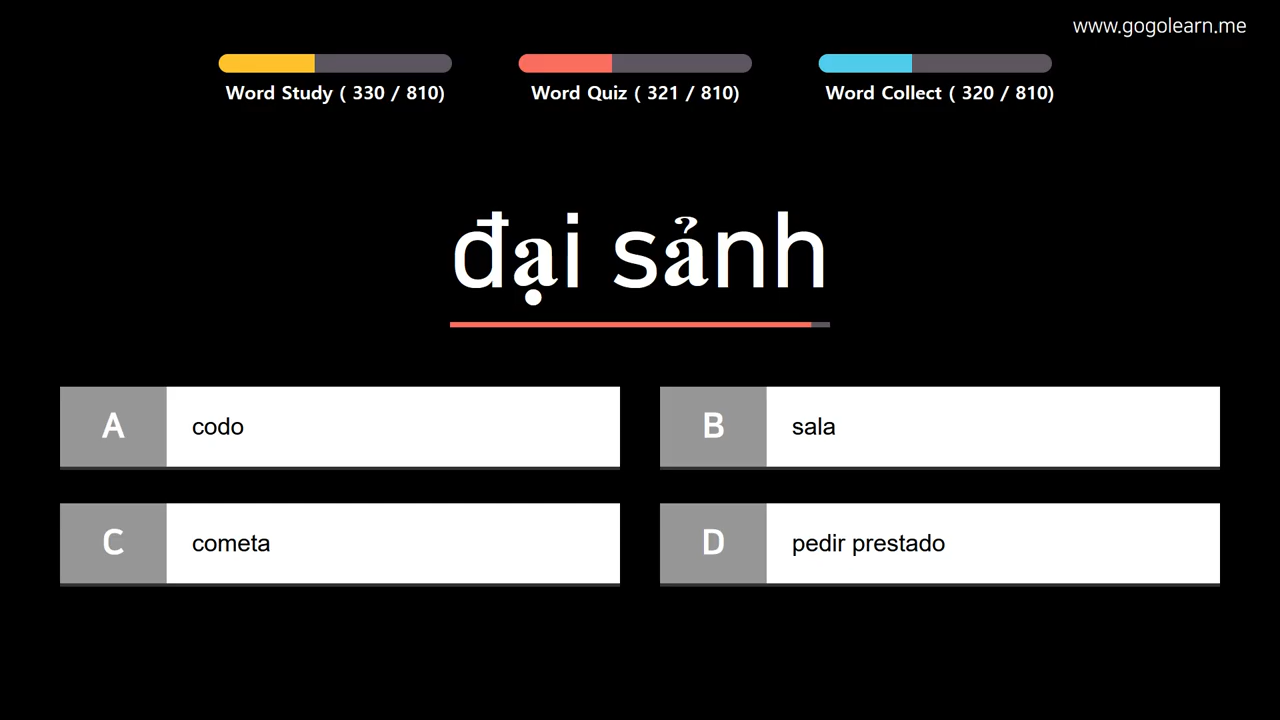 www.gogolearn.me
Word Study ( 330 / 810)
Word Quiz ( 321 / 810)
Word Collect ( 320 / 810)
đại sảnh
A codo
B sala
C cometa
D pedir prestado